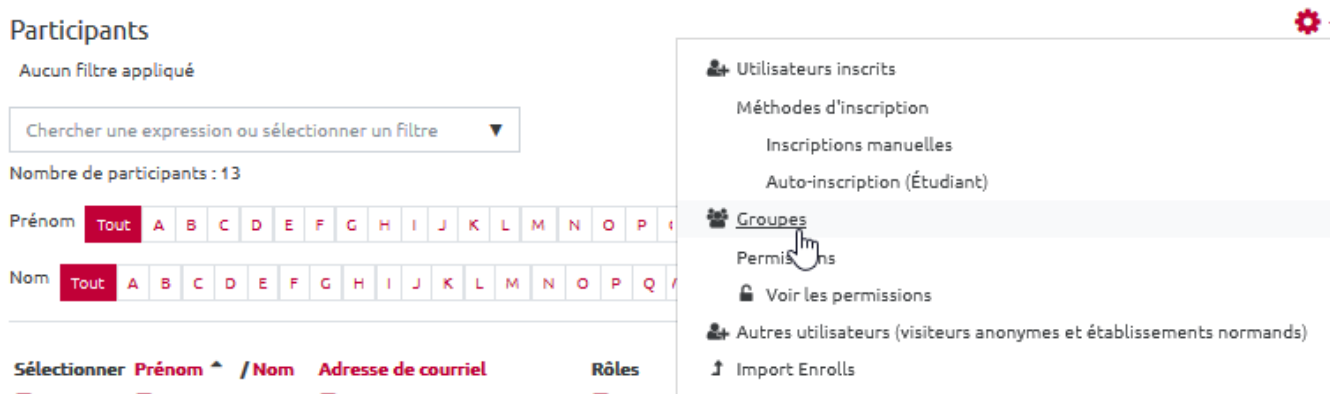 Participants
Aucun filtre appliqué
Chercher une expression ou sélectionner un filtre
Nombre de participants : 13
Prénom Tout A B C D E F G H I J K L M N O P
Nom Tout A B C D E F G H I J K L M N O P Q
Sélectionner Prénom / Nom Adresse de courriel Rôles
Utilisateurs inscrits
Méthodes d'inscription
Inscriptions manuelles
Auto-inscription (Étudiant)
Groupes
Permissions
Voir les permissions
Autres utilisateurs (visiteurs anonymes et établissements normands)
Import Enrolls